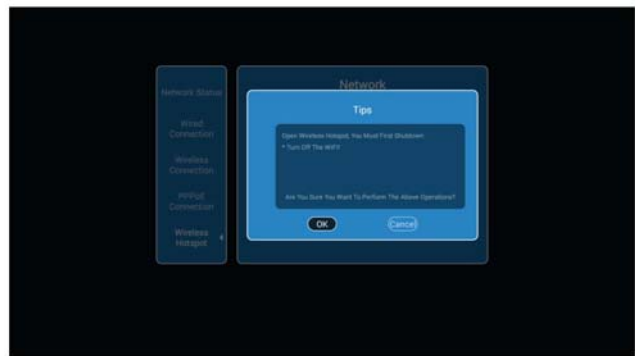 Network Status
Wired
Connection
Wireless
Connection
PPPoE
Connection
Wireless
Hotspot
Network
Tips
Open Wireless Hotspot, You Must First Shutdown
* Turn Off The WiFi!
Are You Sure You Want To Perform The Above Operations?
OK
Cancel